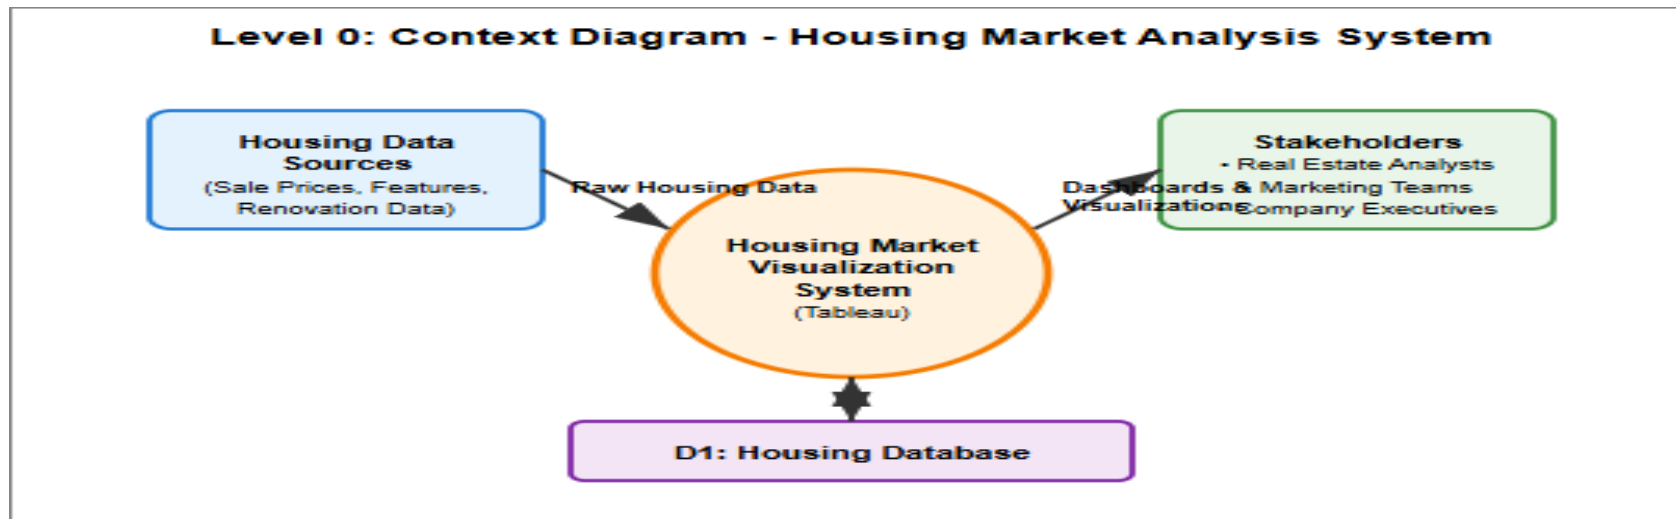 Level 0: Context Diagram - Housing Market Analysis System
Housing Data
Sources
(Sale Prices, Features,
Renovation Data)
Raw Housing Data
Housing Market
Visualization
System
(Tableau)
Dashboards &
Visualizations
Stakeholders
• Real Estate Analysts
Marketing Teams
Company Executives
D1: Housing Database